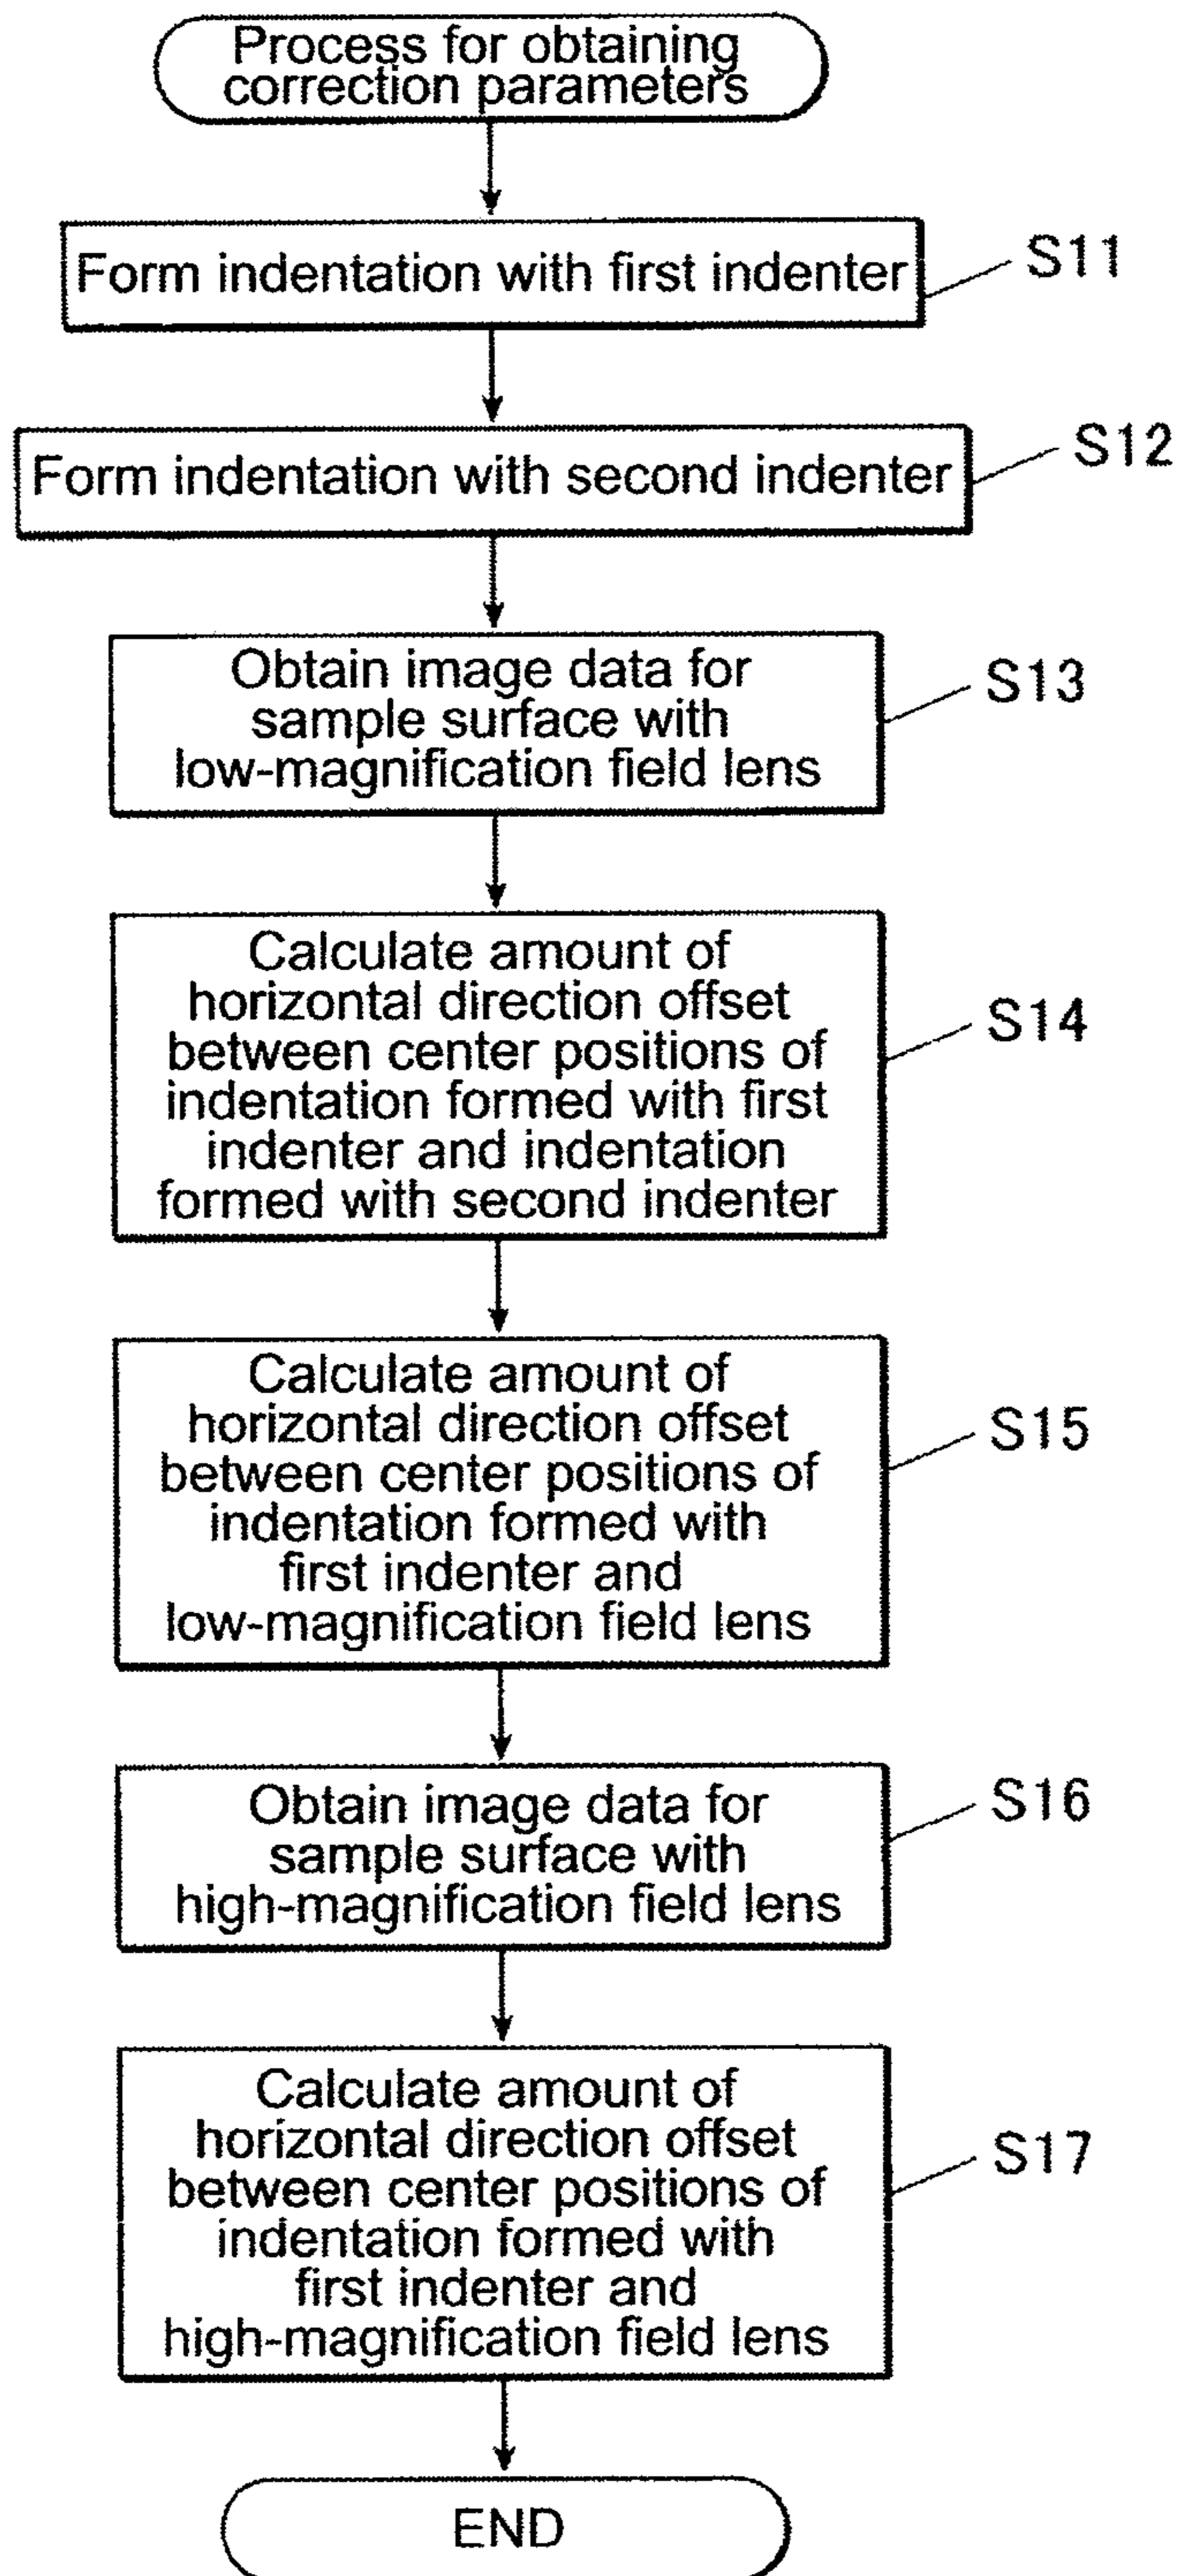 Process for obtaining
correction parameters
Form indentation with first indenter
S11
Form indentation with second indenter
S12
Obtain image data for
sample surface with
low-magnification field lens
S13
Calculate amount of
horizontal direction offset
between center positions of
indentation formed with first
indenter and indentation
formed with second indenter
S14
Calculate amount of
horizontal direction offset
between center positions of
indentation formed with
first indenter and
low-magnification field lens
S15
Obtain image data for
sample surface with
high-magnification field lens
S16
Calculate amount of
horizontal direction offset
between center positions of
indentation formed with
first indenter and
high-magnification field lens
S17
END